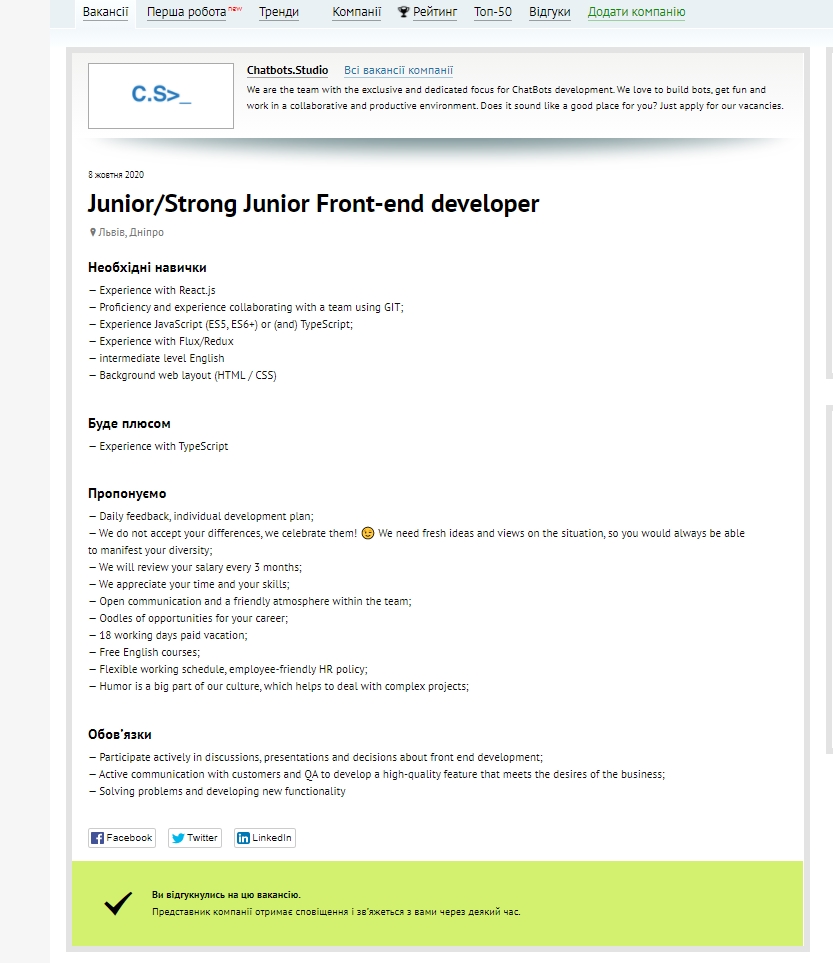 Вакансії Перша робота new Тренди Компанії Рейтинг Топ-50 Відгуки Додати компанію
C.S>_
Chatbots.Studio Всі вакансії компанії
We are the team with the exclusive and dedicated focus for ChatBots development. We love to build bots, get fun and
work in a collaborative and productive environment. Does it sound like a good place for you? Just apply for our vacancies.
8 жовтня 2020
Junior/Strong Junior Front-end developer
Львів, Дніпро
Необхідні навички
— Experience with React.js
— Proficiency and experience collaborating with a team using GIT;
— Experience JavaScript (ES5, ES6+) or (and) TypeScript;
— Experience with Flux/Redux
— intermediate level English
— Background web layout (HTML / CSS)
Буде плюсом
— Experience with TypeScript
Пропонуємо
— Daily feedback, individual development plan;
— We do not accept your differences, we celebrate them! 😉 We need fresh ideas and views on the situation, so you would always be able
to manifest your diversity;
— We will review your salary every 3 months;
— We appreciate your time and your skills;
— Open communication and a friendly atmosphere within the team;
— Oodles of opportunities for your career;
— 18 working days paid vacation;
— Free English courses;
— Flexible working schedule, employee-friendly HR policy;
— Humor is a big part of our culture, which helps to deal with complex projects;
Обов'язки
— Participate actively in discussions, presentations and decisions about front end development;
— Active communication with customers and QA to develop a high-quality feature that meets the desires of the business;
— Solving problems and developing new functionality
Facebook Twitter LinkedIn
Ви відгукнулись на цю вакансію.
Представник компанії отримає сповіщення і зв'яжеться з вами через деякий час.